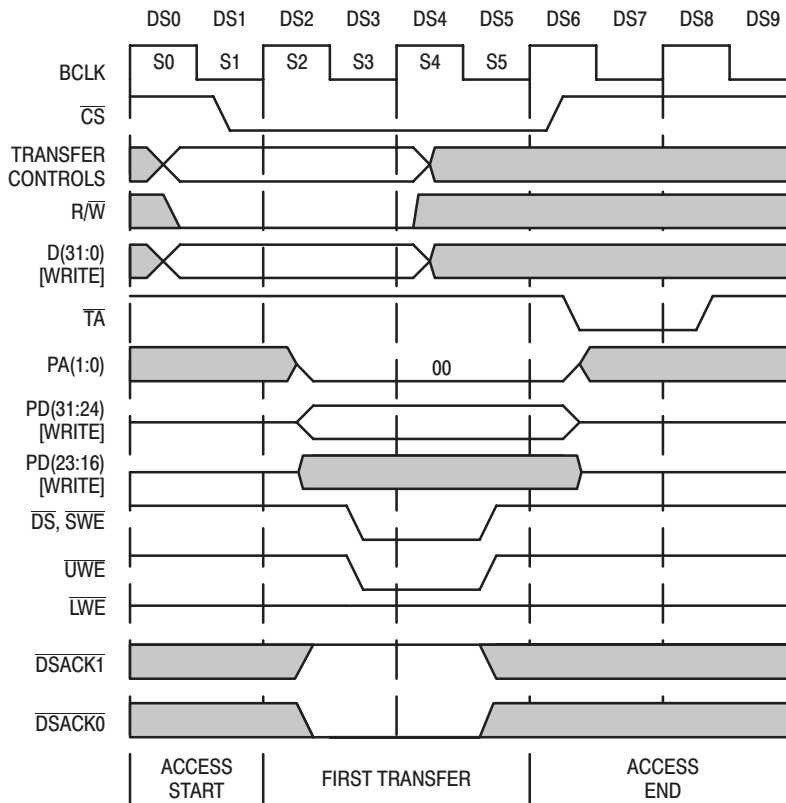 DS0 DS1 DS2 DS3 DS4 DS5 DS6 DS7 DS8 DS9
BCLK S0 S1 S2 S3 S4 S5
CS
TRANSFER
CONTROLS
R/W
D(31:0)
[WRITE]
TA
PA(1:0) 00
PD(31:24)
[WRITE]
PD(23:16)
[WRITE]
DS, SWE
UWE
LWE
DSACK1
DSACK0
ACCESS
START
FIRST TRANSFER
ACCESS
END